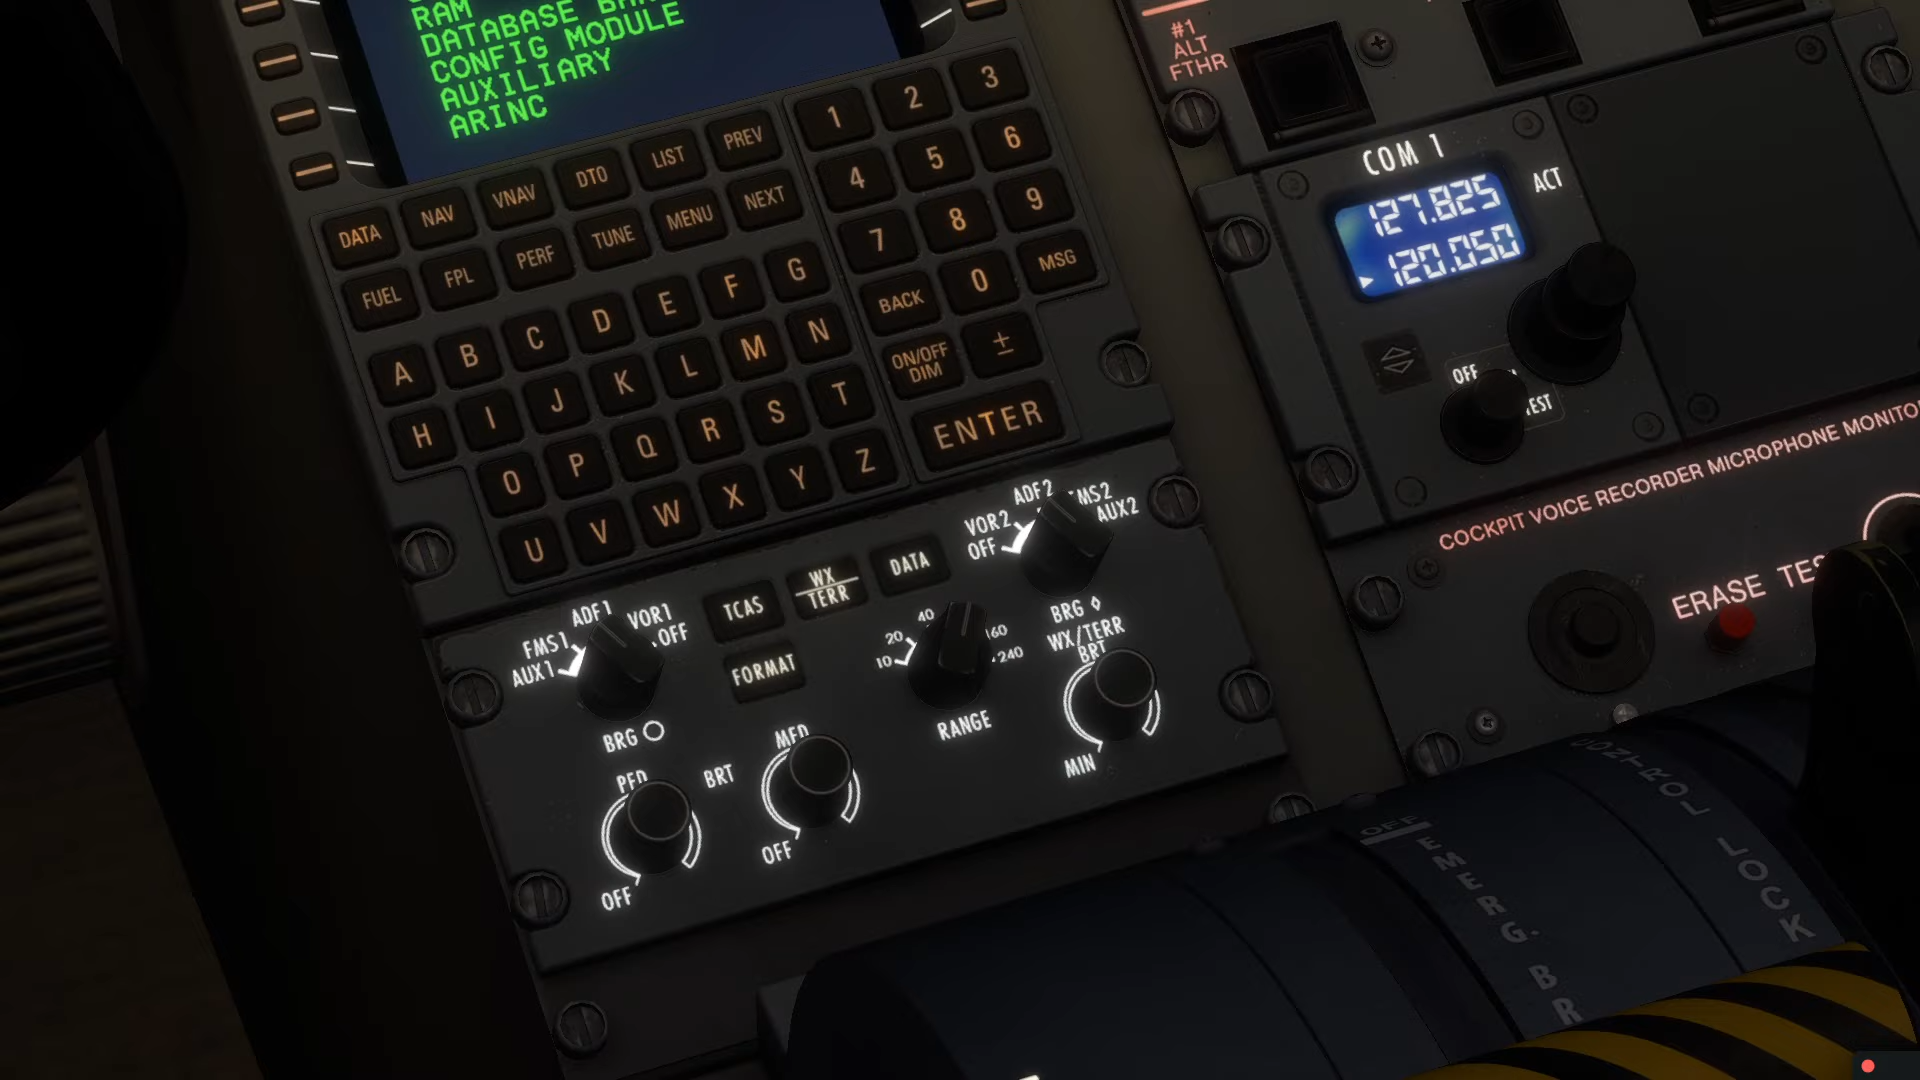 RAM
DATABASE
CONFIG MODULE
AUXILIARY
ARINC
DATA NAV VNAV DTO LIST PREV
FUEL FPL PERF TUNE MENU NEXT
A B C D E F G
H I J K L M N
O P Q R S T
U V W X Y Z
1 2 3
4 5 6
7 8 9
BACK 0 MSG
ON/OFF DIM ±
ENTER
#1
ALT
FTHR
COM 1
127.825 ACT
120.050
OFF
COCKPIT VOICE RECORDER MICROPHONE
ERASE
AUX1 FMS1 ADF1 VOR1 OFF
BRG
TCAS
WX
TERR
DATA
FORMAT
OFF VOR2 ADF2 AUX2
BRG ◊
10 20 40 160 240
RANGE
WX/TERR
BRT
MIN
PFD
BRT
MFD
OFF
OFF
OFF
EMERG. BR
CONTROL LOCK